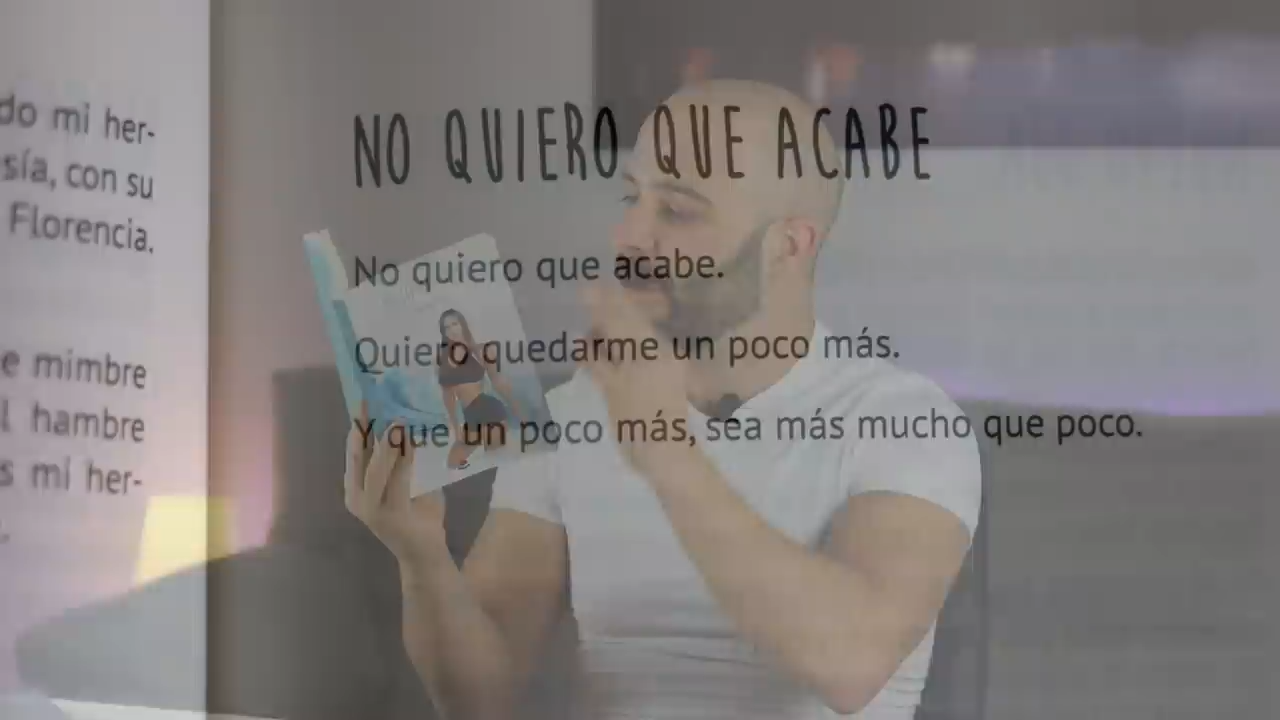 do mi her-
sía, con su
Florencia.
e mimbre
l hambre
s mi her-
NO QUIERO QUE ACABE
No quiero que acabe.
Quiero quedarme un poco más.
Y que un poco más, sea más mucho que poco.